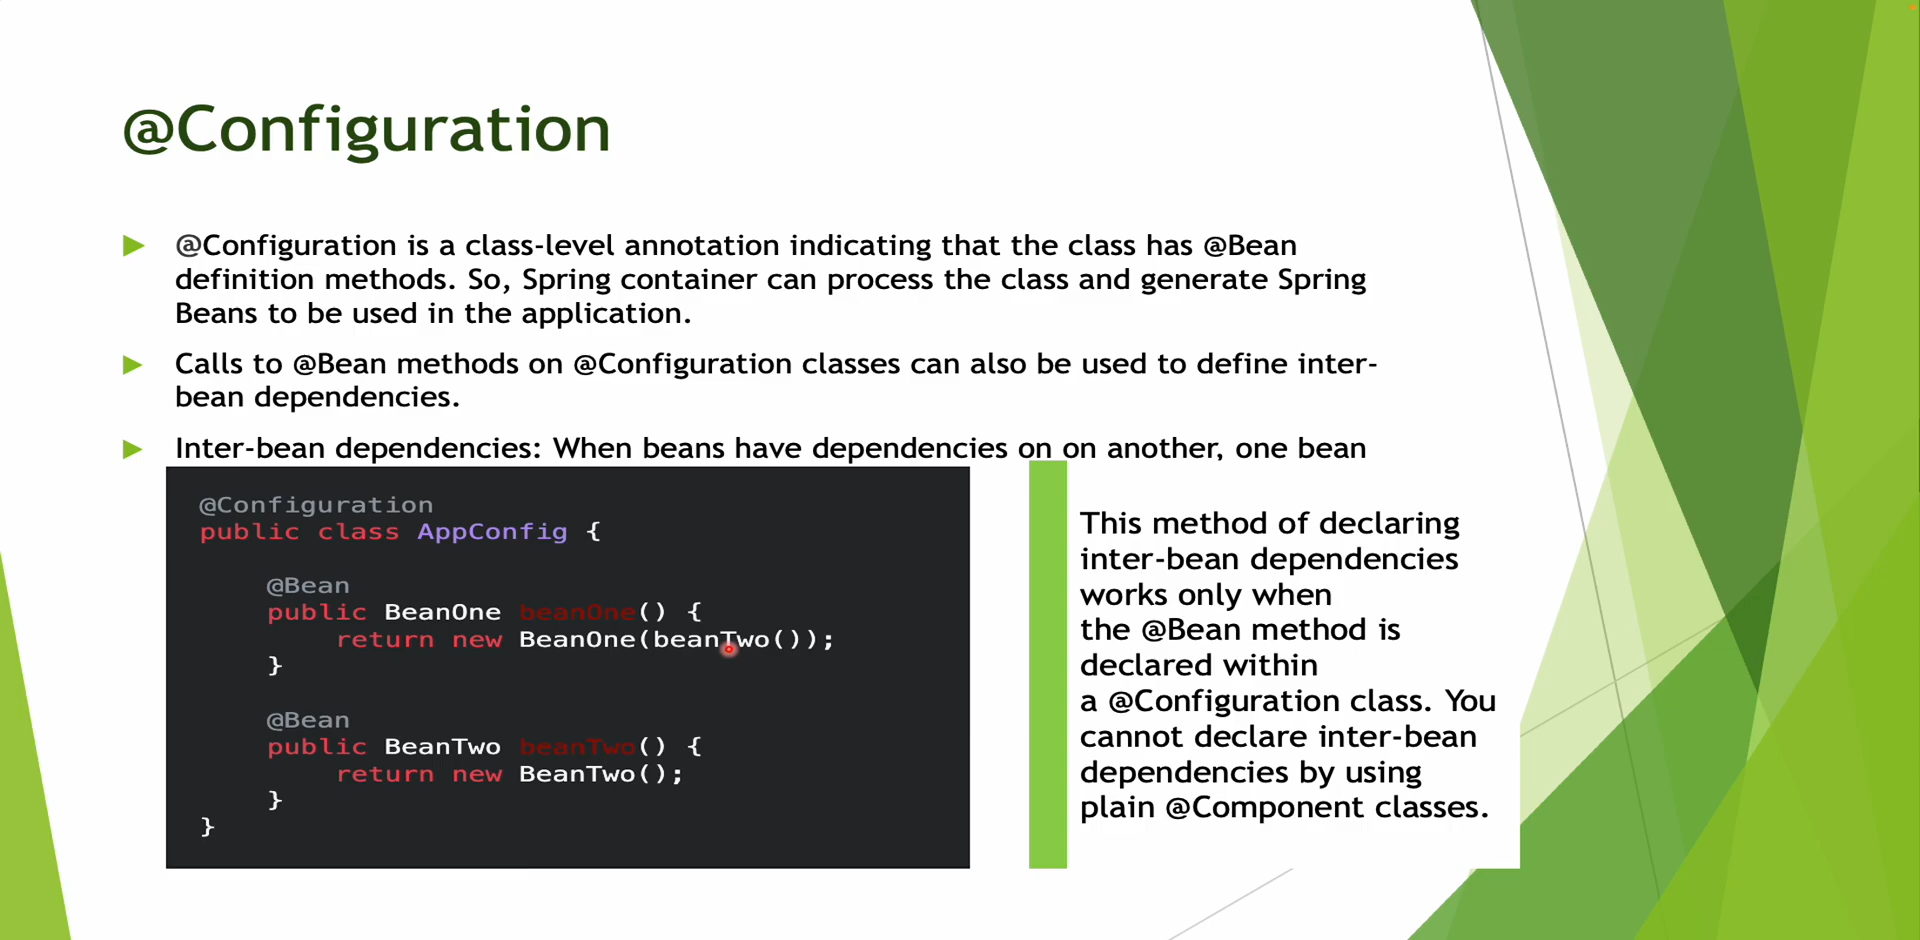 @Configuration
@Configuration is a class-level annotation indicating that the class has @Bean
definition methods. So, Spring container can process the class and generate Spring
Beans to be used in the application.
Calls to @Bean methods on @Configuration classes can also be used to define inter-
bean dependencies.
Inter-bean dependencies: When beans have dependencies on on another, one bean
@Configuration
public class AppConfig {
@Bean
public BeanOne beanOne() {
return new BeanOne(beanTwo());
}
@Bean
public BeanTwo beanTwo() {
return new BeanTwo();
}
}
This method of declaring
inter-bean dependencies
works only when
the @Bean method is
declared within
a @Configuration class. You
cannot declare inter-bean
dependencies by using
plain @Component classes.